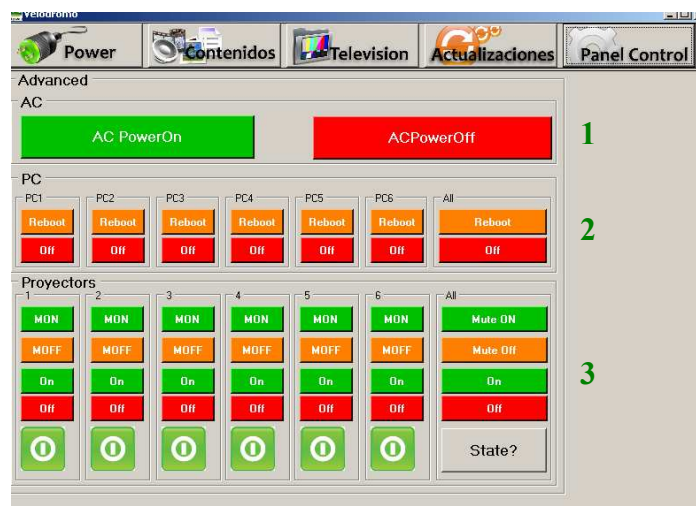 Velodromo
Power Contenidos Television Actualizaciones Panel Control
Advanced
AC
AC PowerOn ACPowerOff 1
PC
PC1 PC2 PC3 PC4 PC5 PC6 All
Reboot Reboot Reboot Reboot Reboot Reboot Reboot 2
Off Off Off Off Off Off Off
Proyectors
1 2 3 4 5 6 All
MON MON MON MON MON MON Mute ON
MOFF MOFF MOFF MOFF MOFF MOFF Mute Off
On On On On On On On 3
Off Off Off Off Off Off Off
State?